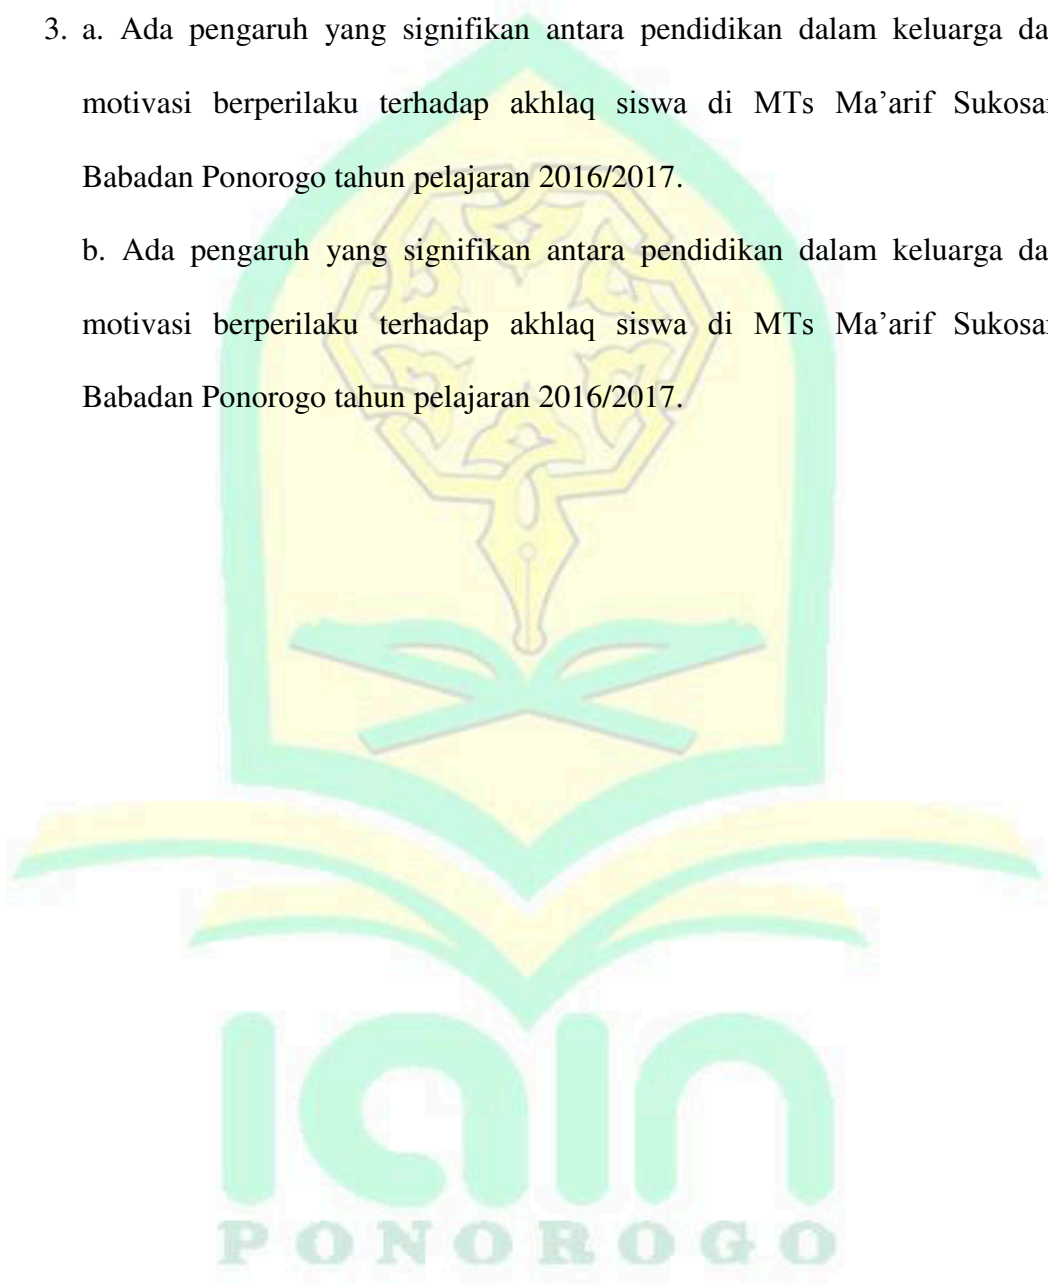 3. a. Ada pengaruh yang signifikan antara pendidikan dalam keluarga da
motivasi berperilaku terhadap akhlaq siswa di MTs Ma’arif Sukosa
Babadan Ponorogo tahun pelajaran 2016/2017.
b. Ada pengaruh yang signifikan antara pendidikan dalam keluarga da
motivasi berperilaku terhadap akhlaq siswa di MTs Ma’arif Sukosa
Babadan Ponorogo tahun pelajaran 2016/2017.
iain
PONOROGO